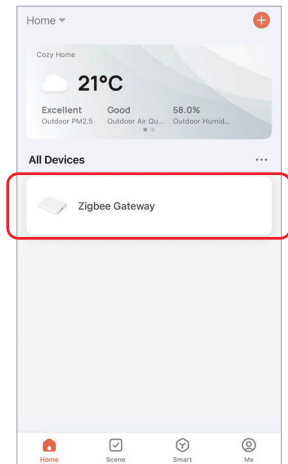 Home
Cozy Home
21°C
Excellent Good 58.0%
Outdoor PM2.5 Outdoor Air Qu... Outdoor Humid...
All Devices ...
Zigbee Gateway
Home Scene Smart Me